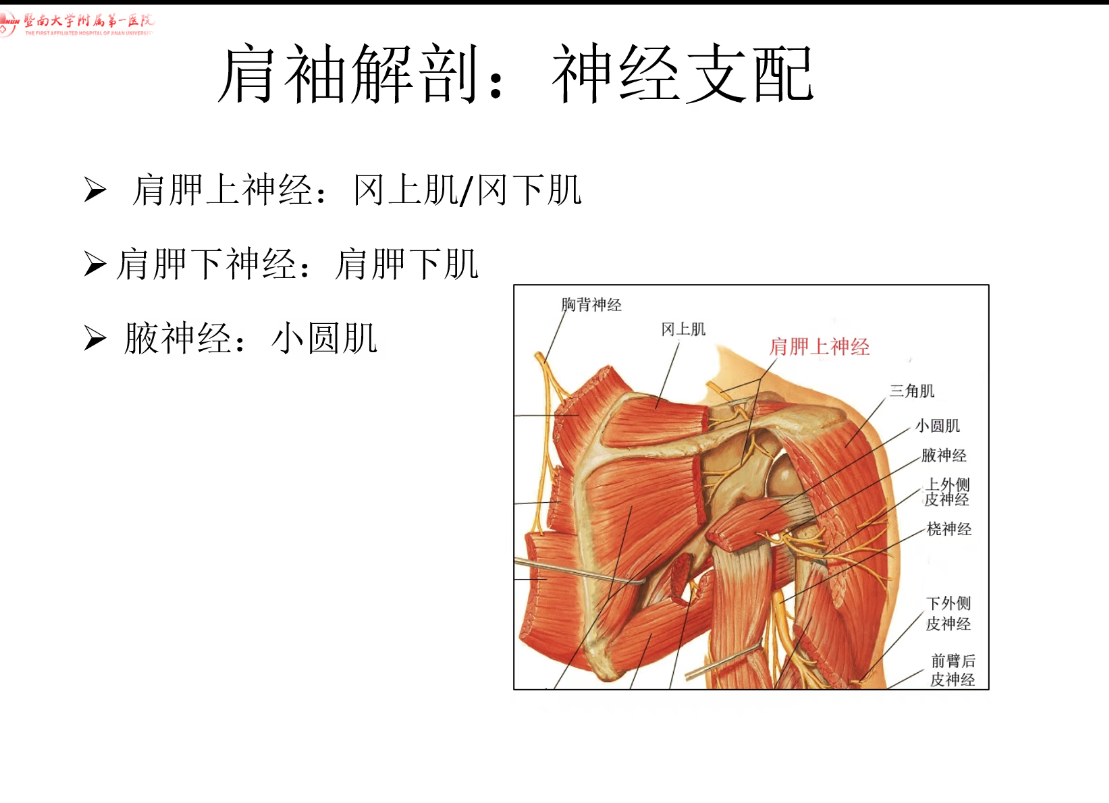 暨南大学附属第一医院
THE FIRST AFFILIATED HOSPITAL OF JINAN UNIVERSITY
肩袖解剖：神经支配
➢ 肩胛上神经：冈上肌/冈下肌
➢ 肩胛下神经：肩胛下肌
➢ 腋神经：小圆肌
胸背神经
冈上肌
肩胛上神经
三角肌
小圆肌
腋神经
上外侧
皮神经
桡神经
下外侧
皮神经
前臂后
皮神经